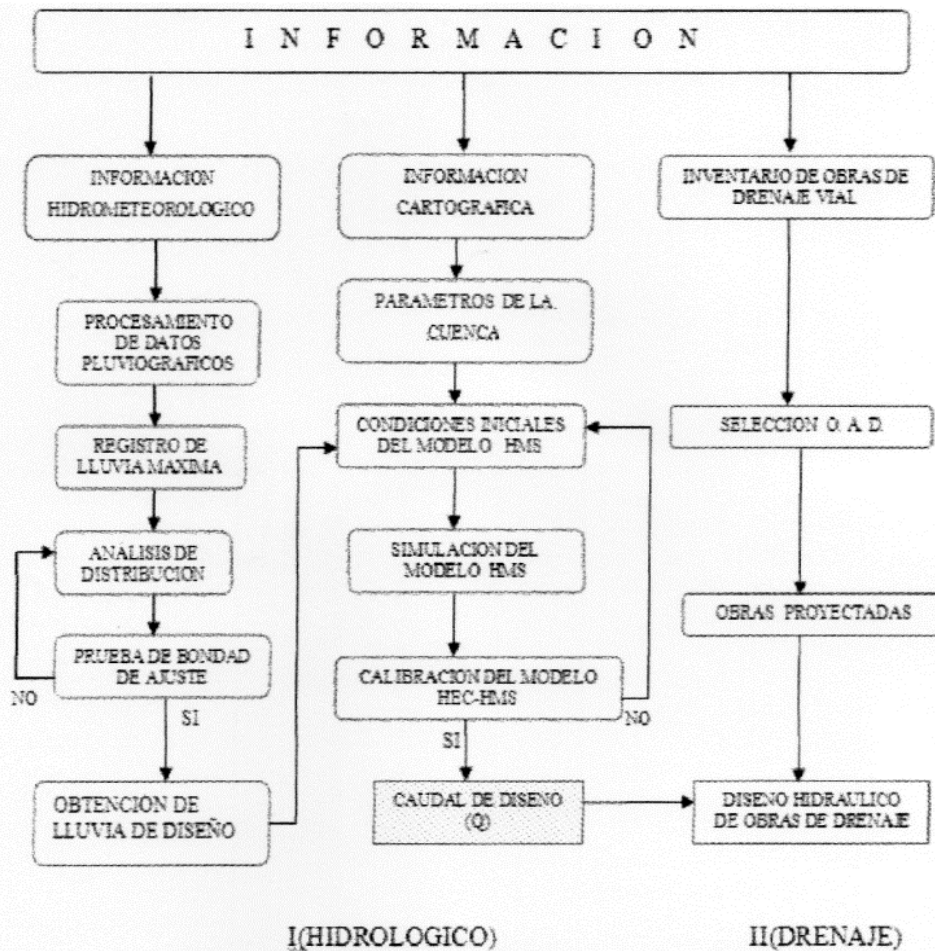 I N F O R M A C I O N
INFORMACION
HIDROMETEOROLOGICO
PROCESAMIENTO
DE DATOS
PLUVIOGRAFICOS
REGISTRO DE
LLUVIA MAXIMA
ANALISIS DE
DISTRIBUCION
PRUEBA DE BONDAD
DE AJUSTE
NO
SI
OBTENCION DE
LLUVIA DE DISEÑO
INFORMACION
CARTOGRAFICA
PARAMETROS DE LA.
CUENCA
CONDICIONES INICIALES
DEL MODELO HMS
SIMULACION DEL
MODELO HMS
CALIBRACION DEL MODELO
HEC-HMS
NO
SI
CAUDAL DE DISEÑO
(Q)
INVENTARIO DE OBRAS DE
DRENAJE VIAL
SELECCION O. A. D.
OBRAS PROYECTADAS
DISEÑO HIDRAULICO
DE OBRAS DE DRENAJE
I(HIDROLOGICO)
II(DRENAJE)